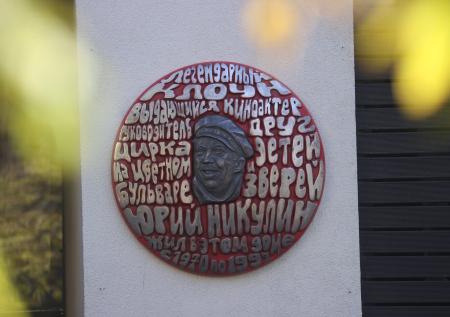 ЛЕГЕНДАРНЫЙ
КЛОУН
ВЫДАЮЩИЙСЯ КИНОАКТЕР
РУКОВОДИТЕЛЬ
ЦИРКА
НА ЦВЕТНОМ
БУЛЬВАРЕ
ДРУГ
ДЕТЕЙ
ЗВЕРЕЙ
ЮРИЙ НИКУЛИН
ЖИЛ В ЭТОМ ДОМЕ
С 1970 ПО 1997